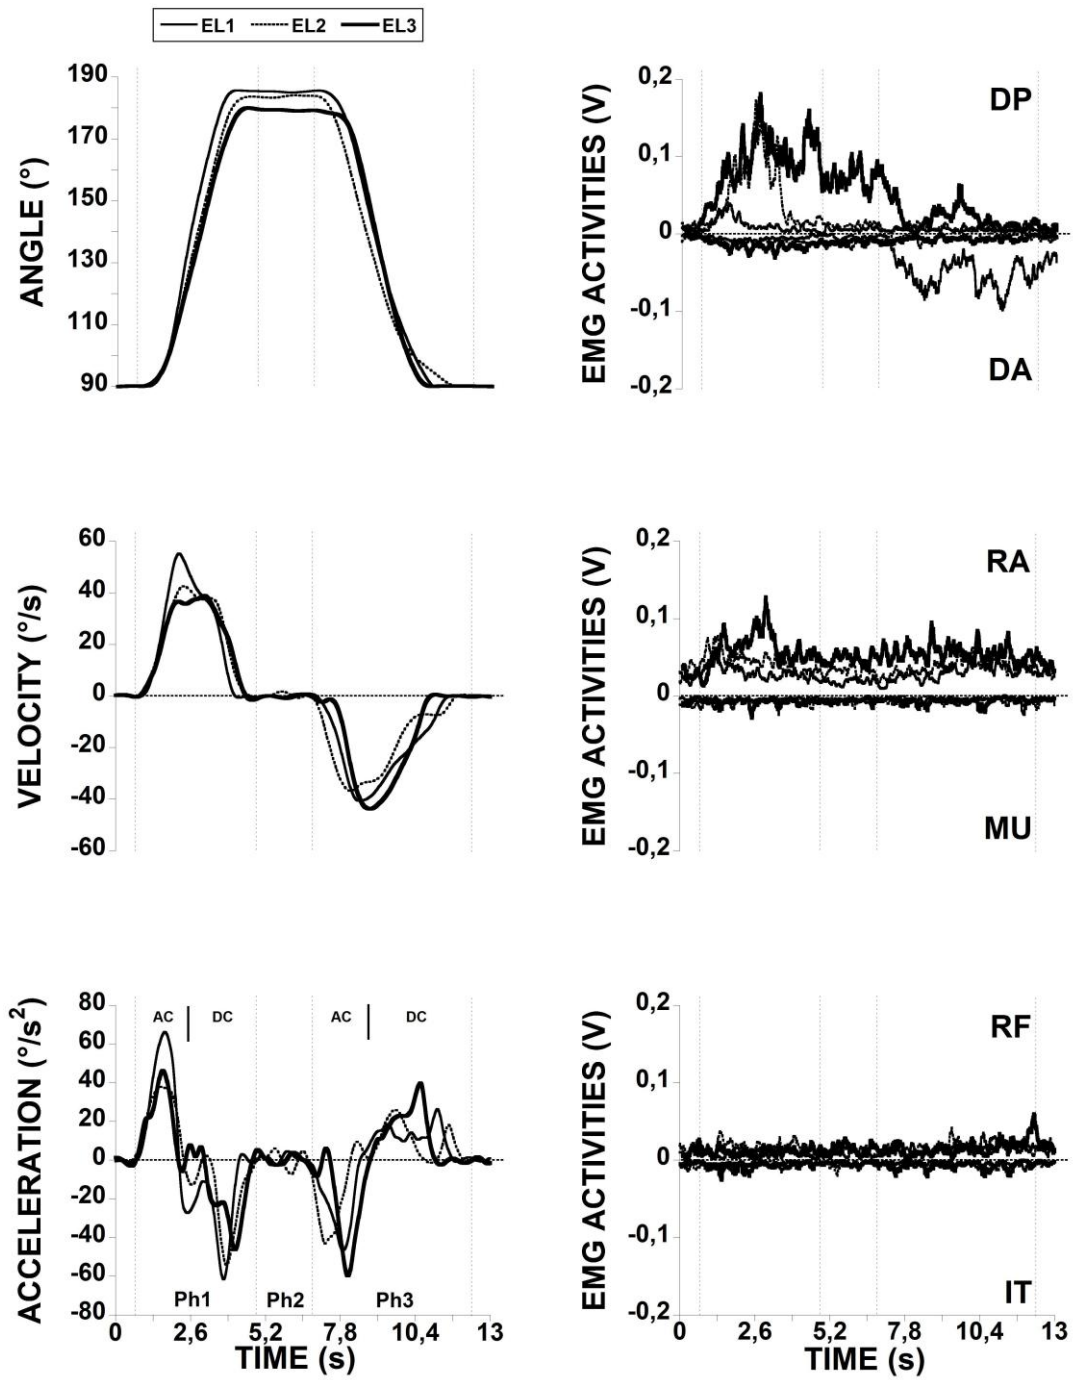 EL1 EL2 EL3
ANGLE (°)
190
170
150
130
110
90
EMG ACTIVITIES (V)
0,2
0,1
0
-0,1
-0,2
DP
DA
VELOCITY (°/s)
60
40
20
0
-20
-40
-60
EMG ACTIVITIES (V)
0,2
0,1
0
-0,1
-0,2
RA
MU
ACCELERATION (°/s²)
80
60
40
20
0
-20
-40
-60
-80
AC DC AC DC
Ph1 Ph2 Ph3
0 2,6 5,2 7,8 10,4 13
TIME (s)
EMG ACTIVITIES (V)
0,2
0,1
0
-0,1
-0,2
RF
IT
0 2,6 5,2 7,8 10,4 13
TIME (s)